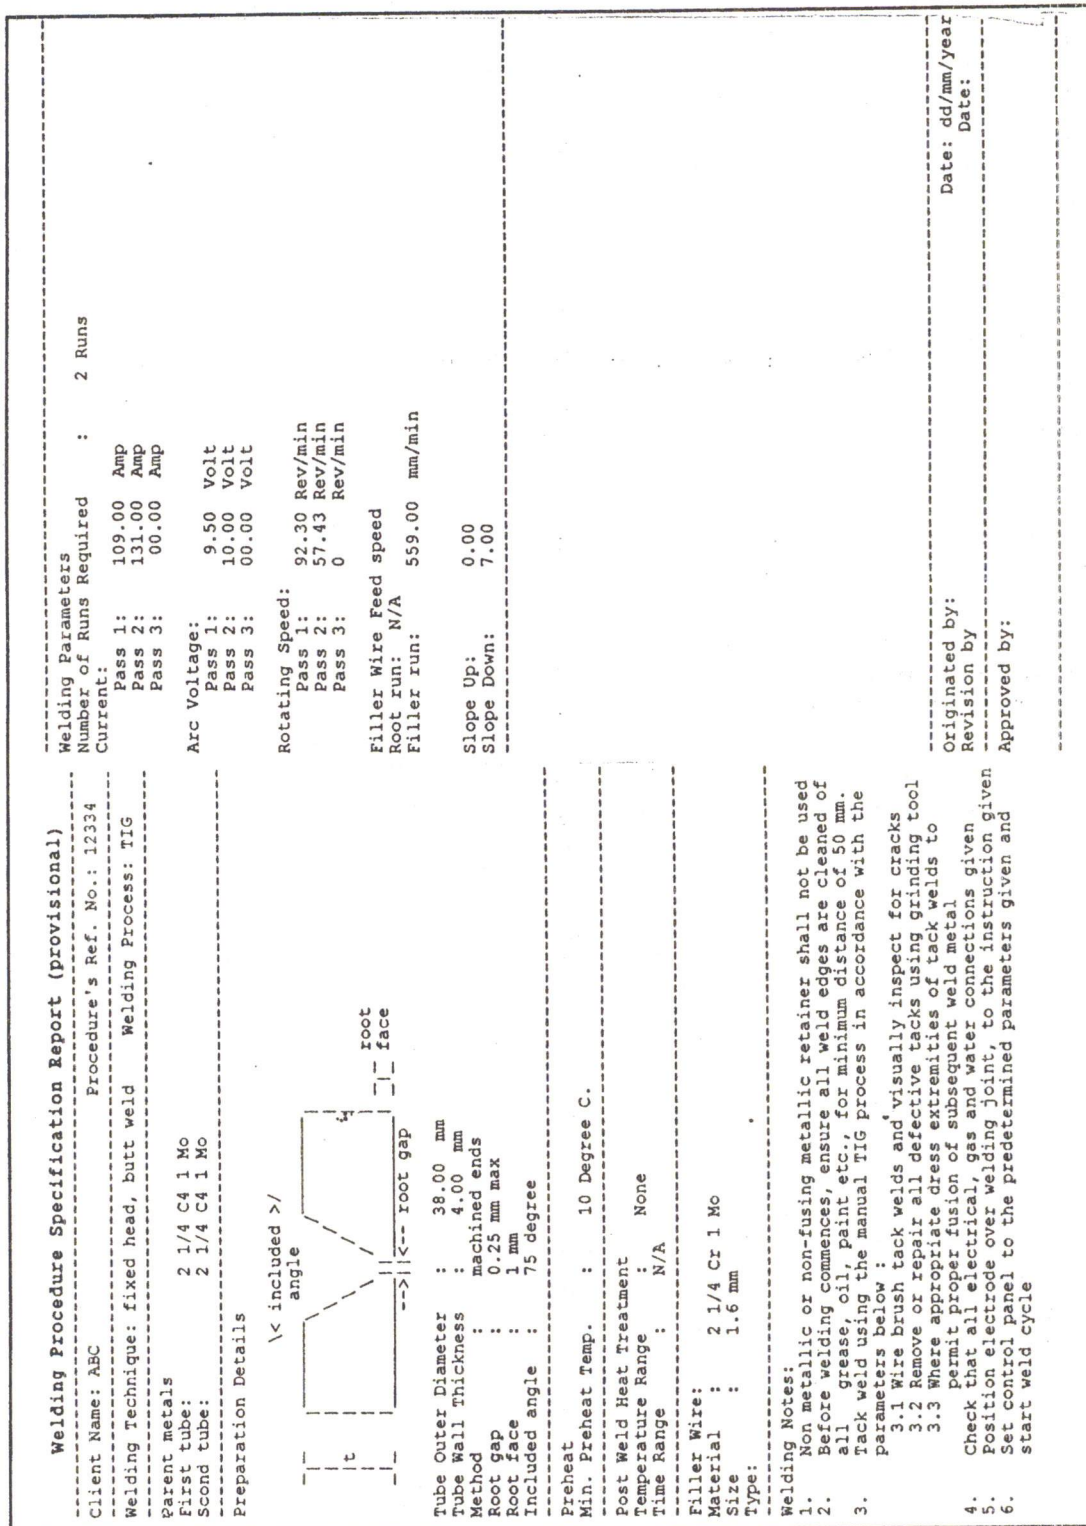 Welding Procedure Specification Report (provisional)
Client Name: ABC Procedure's Ref. No.: 12334
Welding Technique: fixed head, butt weld Welding Process: TIG
Parent metals
First tube: 2 1/4 C4 1 Mo
Scond tube: 2 1/4 C4 1 Mo
Preparation Details
\< included >/
angle
t
root
face
-->||<--- root gap
Tube Outer Diameter : 38.00 mm
Tube Wall Thickness : 4.00 mm
Method : machined ends
Root gap : 0.25 mm max
Root face : 1 mm
Included angle : 75 degree
Preheat
Min. Preheat Temp. : 10 Degree C.
Post Weld Heat Treatment
Temperature Range : None
Time Range : N/A
Filler Wire:
Material : 2 1/4 Cr 1 Mo
Size : 1.6 mm
Type:
Welding Notes:
1. Non metallic or non-fusing metallic retainer shall not be used
2. Before welding commences, ensure all weld edges are cleaned of
all grease, oil, paint etc., for minimum distance of 50 mm.
3. Tack weld using the manual TIG process in accordance with the
parameters below :
3.1 Wire brush tack welds and visually inspect for cracks
3.2 Remove or repair all defective tacks using grinding tool
3.3 Where appropriate dress extremities of tack welds to
permit proper fusion of subsequent weld metal
4. Check that all electrical, gas and water connections given
5. Position electrode over welding joint, to the instruction given
6. Set control panel to the predetermined parameters given and
start weld cycle
Welding Parameters
Number of Runs Required : 2 Runs
Current:
Pass 1: 109.00 Amp
Pass 2: 131.00 Amp
Pass 3: 00.00 Amp
Arc Voltage:
Pass 1: 9.50 Volt
Pass 2: 10.00 Volt
Pass 3: 00.00 Volt
Rotating Speed:
Pass 1: 92.30 Rev/min
Pass 2: 57.43 Rev/min
Pass 3: 0 Rev/min
Filler Wire Feed speed
Root run: N/A
Filler run: 559.00 mm/min
Slope Up: 0.00
Slope Down: 7.00
Originated by: Date: dd/mm/year
Revision by Date:
Approved by: